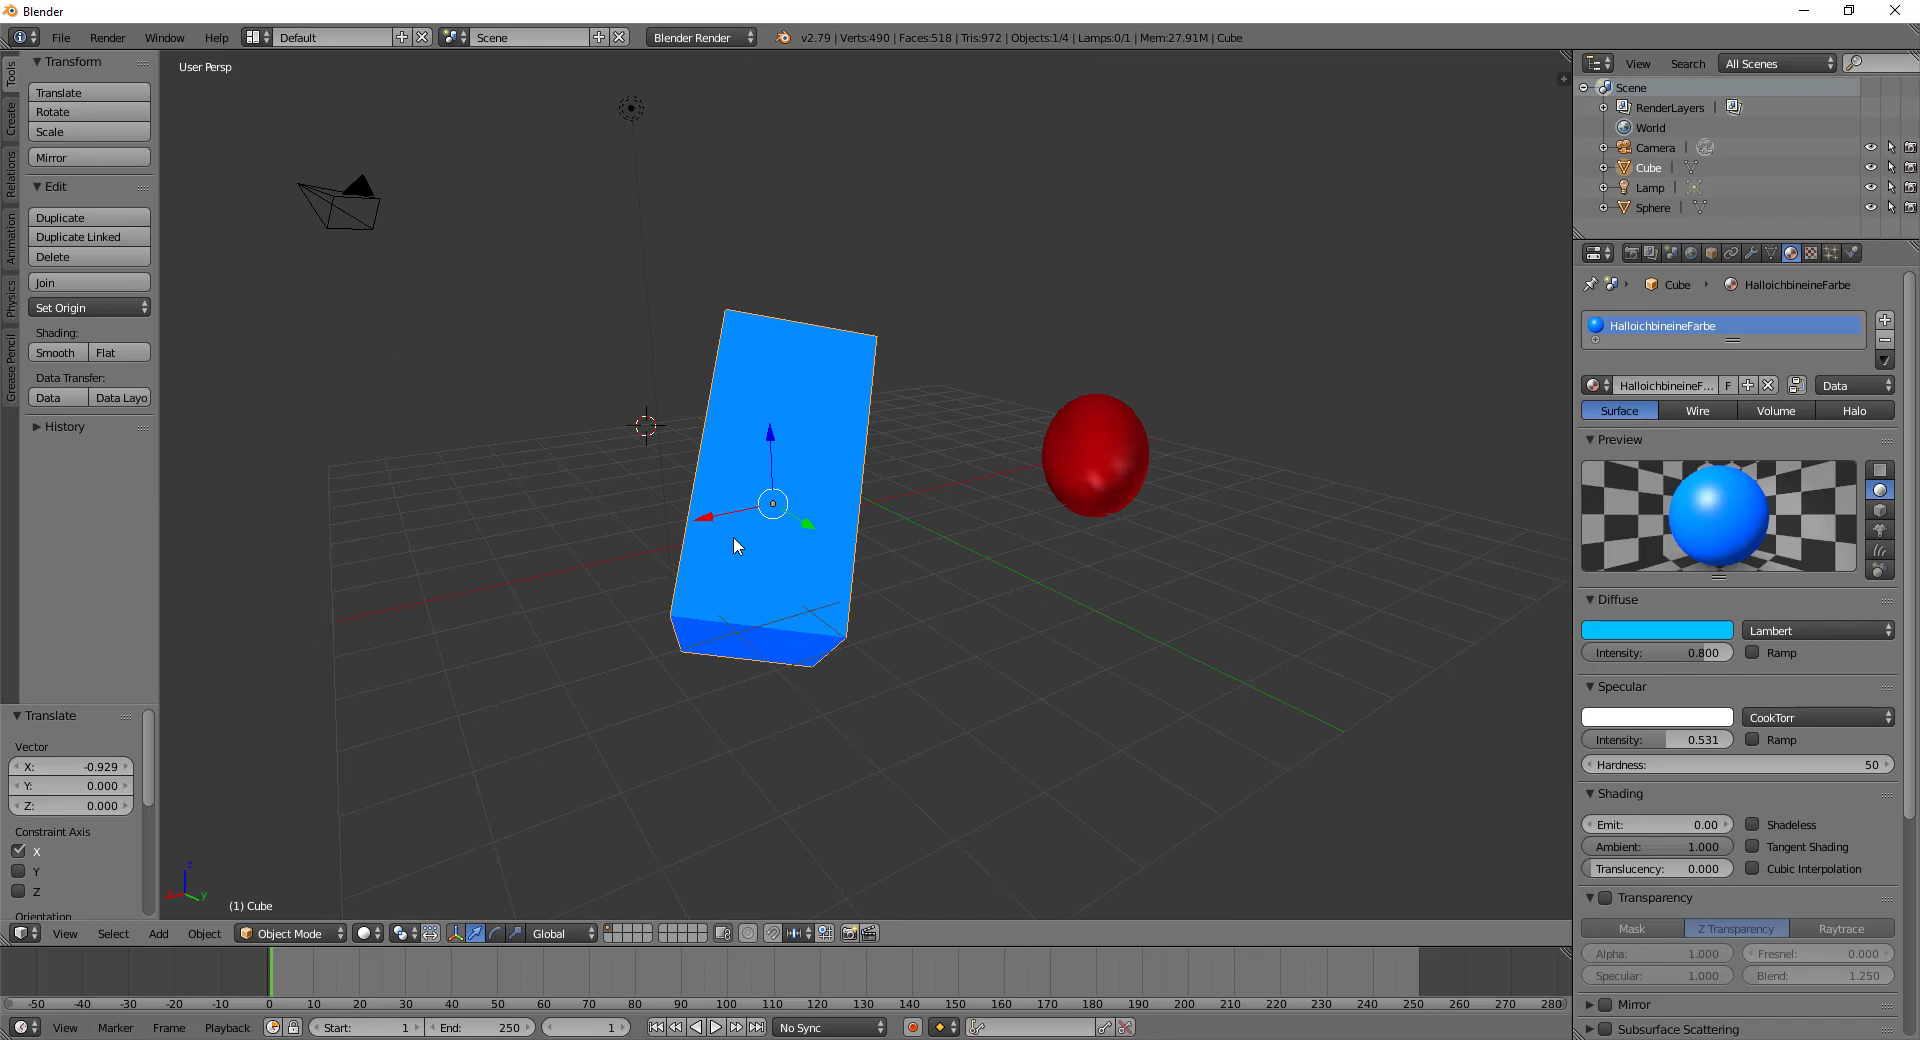 Blender
File Render Window Help Default Scene Blender Render v2.79 | Verts:490 | Faces:518 | Tris:972 | Objects:1/4 | Lamps:0/1 | Mem:27.91M | Cube
Tools
Create
Relations
Animation
Physics
Grease Pencil
Transform
Translate
Rotate
Scale
Mirror
Edit
Duplicate
Duplicate Linked
Delete
Join
Set Origin
Shading:
Smooth Flat
Data Transfer:
Data Data Layo
History
Translate
Vector
X: -0.929
Y: 0.000
Z: 0.000
Constraint Axis
X
Y
Z
Orientation
User Persp
z
y
(1) Cube
View Select Add Object Object Mode Global
-50 -40 -30 -20 -10 0 10 20 30 40 50 60 70 80 90 100 110 120 130 140 150 160 170 180 190 200 210 220 230 240 250 260 270 280
View Marker Frame Playback Start: 1 End: 250 1 No Sync
View Search All Scenes
Scene
RenderLayers
World
Camera
Cube
Lamp
Sphere
Cube HalloichbineineFarbe
HalloichbineineFarbe
HalloichbineineF... F Data
Surface Wire Volume Halo
Preview
Diffuse
Lambert
Intensity: 0.800 Ramp
Specular
CookTorr
Intensity: 0.531 Ramp
Hardness: 50
Shading
Emit: 0.00 Shadeless
Ambient: 1.000 Tangent Shading
Translucency: 0.000 Cubic Interpolation
Transparency
Mask Z Transparency Raytrace
Alpha: 1.000 Fresnel: 0.000
Specular: 1.000 Blend: 1.250
Mirror
Subsurface Scattering